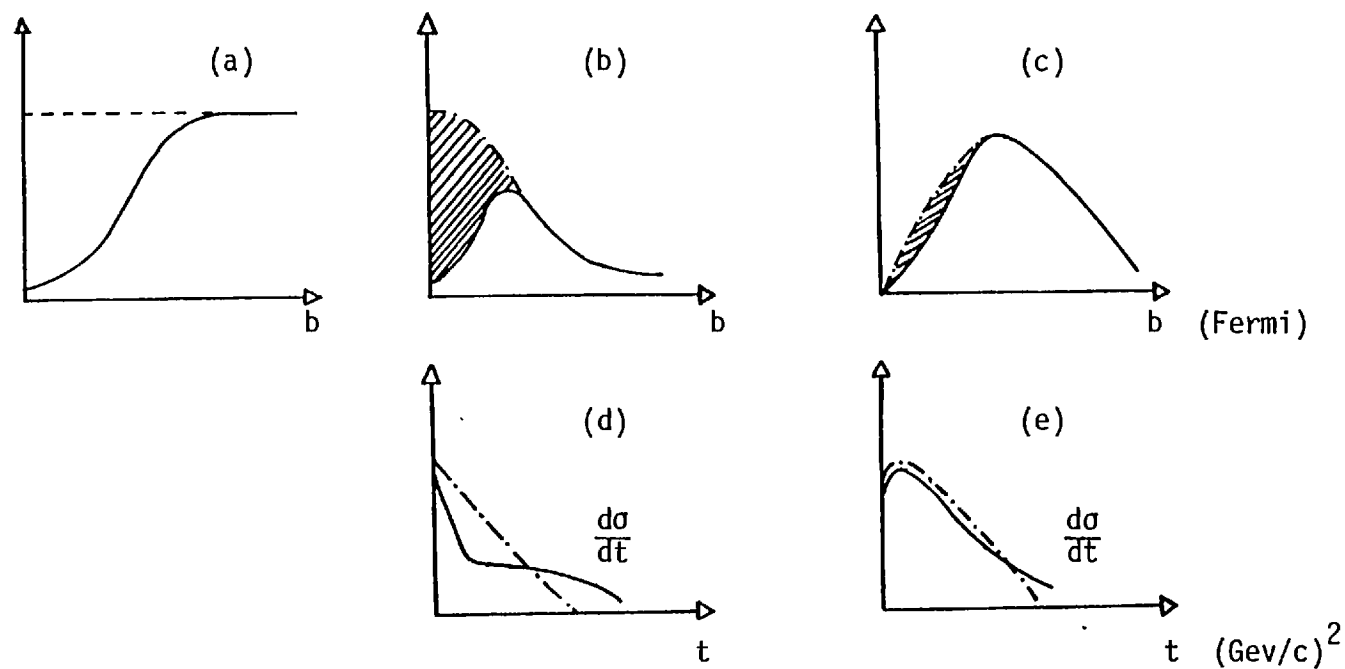 (a) (b) (c)
b b b (Fermi)
(d) (e)
dσ/dt dσ/dt
t t (Gev/c)²